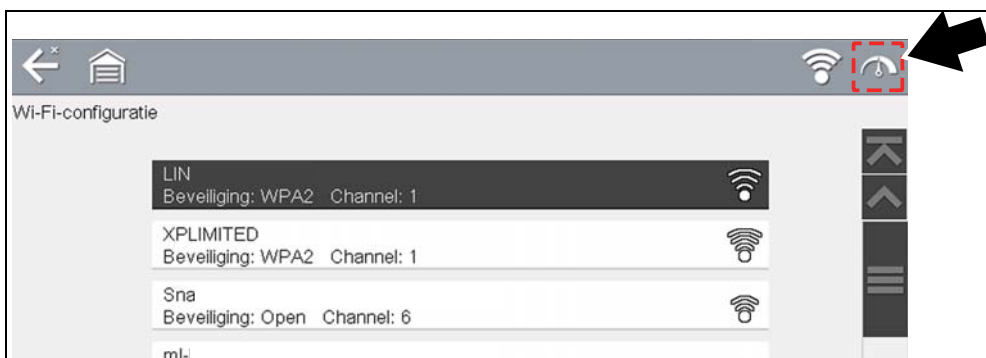 Wi-Fi-configuratie
LIN
Beveiliging: WPA2 Channel: 1
XPLIMITED
Beveiliging: WPA2 Channel: 1
Sna
Beveiliging: Open Channel: 6